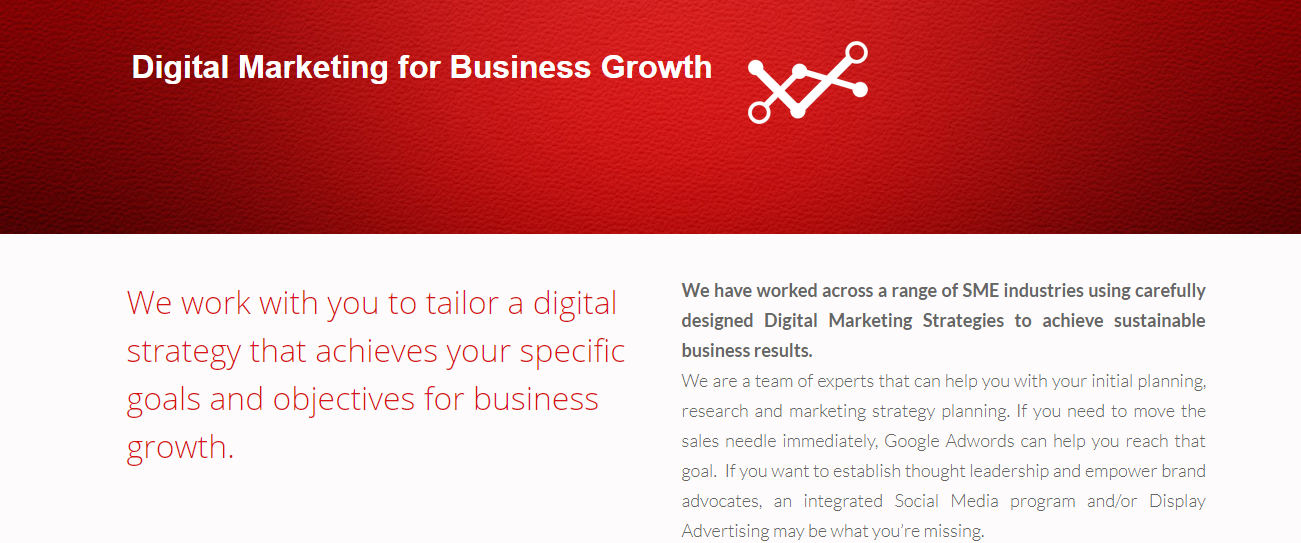 Digital Marketing for Business Growth
We work with you to tailor a digital
strategy that achieves your specific
goals and objectives for business
growth.
We have worked across a range of SME industries using carefully
designed Digital Marketing Strategies to achieve sustainable
business results.
We are a team of experts that can help you with your initial planning,
research and marketing strategy planning. If you need to move the
sales needle immediately, Google Adwords can help you reach that
goal.  If you want to establish thought leadership and empower brand
advocates, an integrated Social Media program and/or Display
Advertising may be what you’re missing.